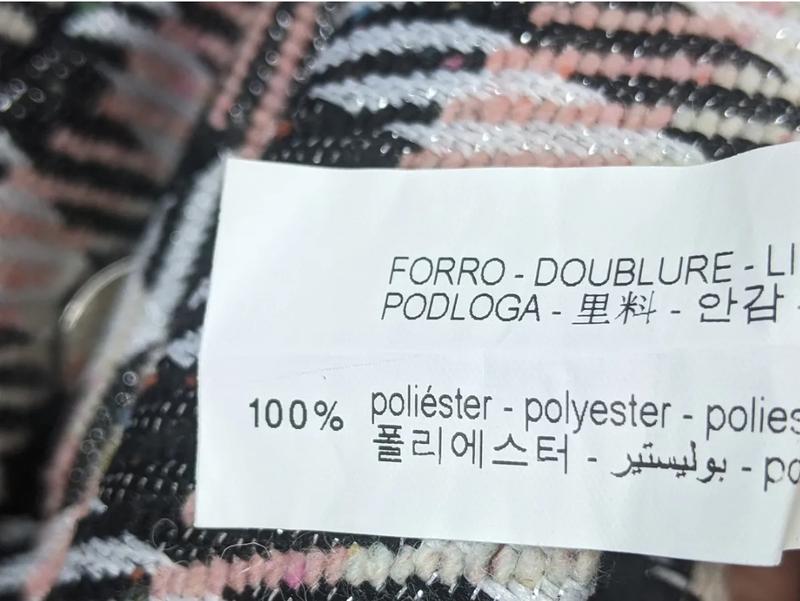 FORRO - DOUBLURE - LI
PODLOGA - 里料 - 안감 -
100% poliéster - polyester - polies
폴리에스터 - بوليستير - po